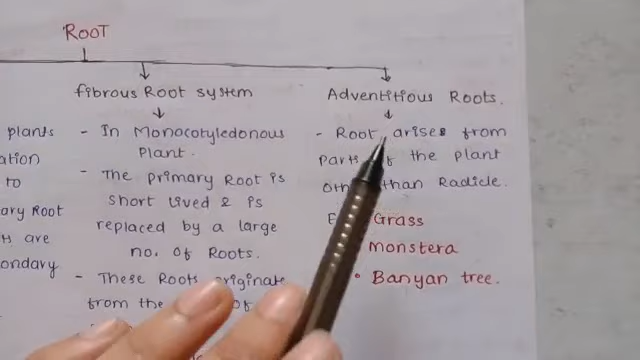 ROOT
plants
ation
to
ary Root
ts are
ondary
fibrous Root system
- In Monocotyledonous
Plant.
- The primary Root is
short lived & is
replaced by a large
no. of Roots.
- These Roots originate
from the
Adventitious Roots.
- Root arises from
Parts of the plant
other than Radicle.
Grass
monstera
• Banyan tree.